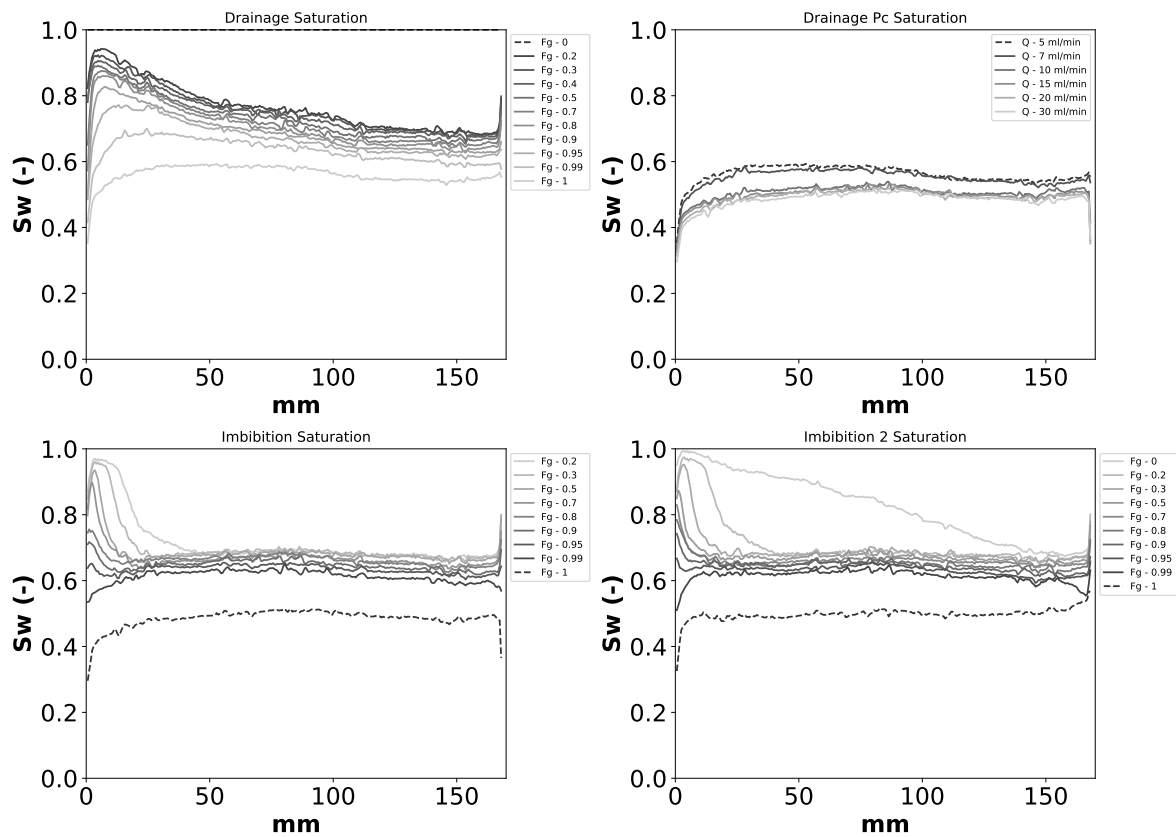 Drainage Saturation
1.0
0.8
0.6
0.4
0.2
0.0
Sw (-)
0 50 100 150
mm
Fg - 0
Fg - 0.2
Fg - 0.3
Fg - 0.4
Fg - 0.5
Fg - 0.7
Fg - 0.8
Fg - 0.9
Fg - 0.95
Fg - 0.99
Fg - 1
Drainage Pc Saturation
1.0
0.8
0.6
0.4
0.2
0.0
Sw (-)
0 50 100 150
mm
Q - 5 ml/min
Q - 7 ml/min
Q - 10 ml/min
Q - 15 ml/min
Q - 20 ml/min
Q - 30 ml/min
Imbibition Saturation
1.0
0.8
0.6
0.4
0.2
0.0
Sw (-)
0 50 100 150
mm
Fg - 0.2
Fg - 0.3
Fg - 0.5
Fg - 0.7
Fg - 0.8
Fg - 0.9
Fg - 0.95
Fg - 0.99
Fg - 1
Imbibition 2 Saturation
1.0
0.8
0.6
0.4
0.2
0.0
Sw (-)
0 50 100 150
mm
Fg - 0
Fg - 0.2
Fg - 0.3
Fg - 0.5
Fg - 0.7
Fg - 0.8
Fg - 0.9
Fg - 0.95
Fg - 0.99
Fg - 1